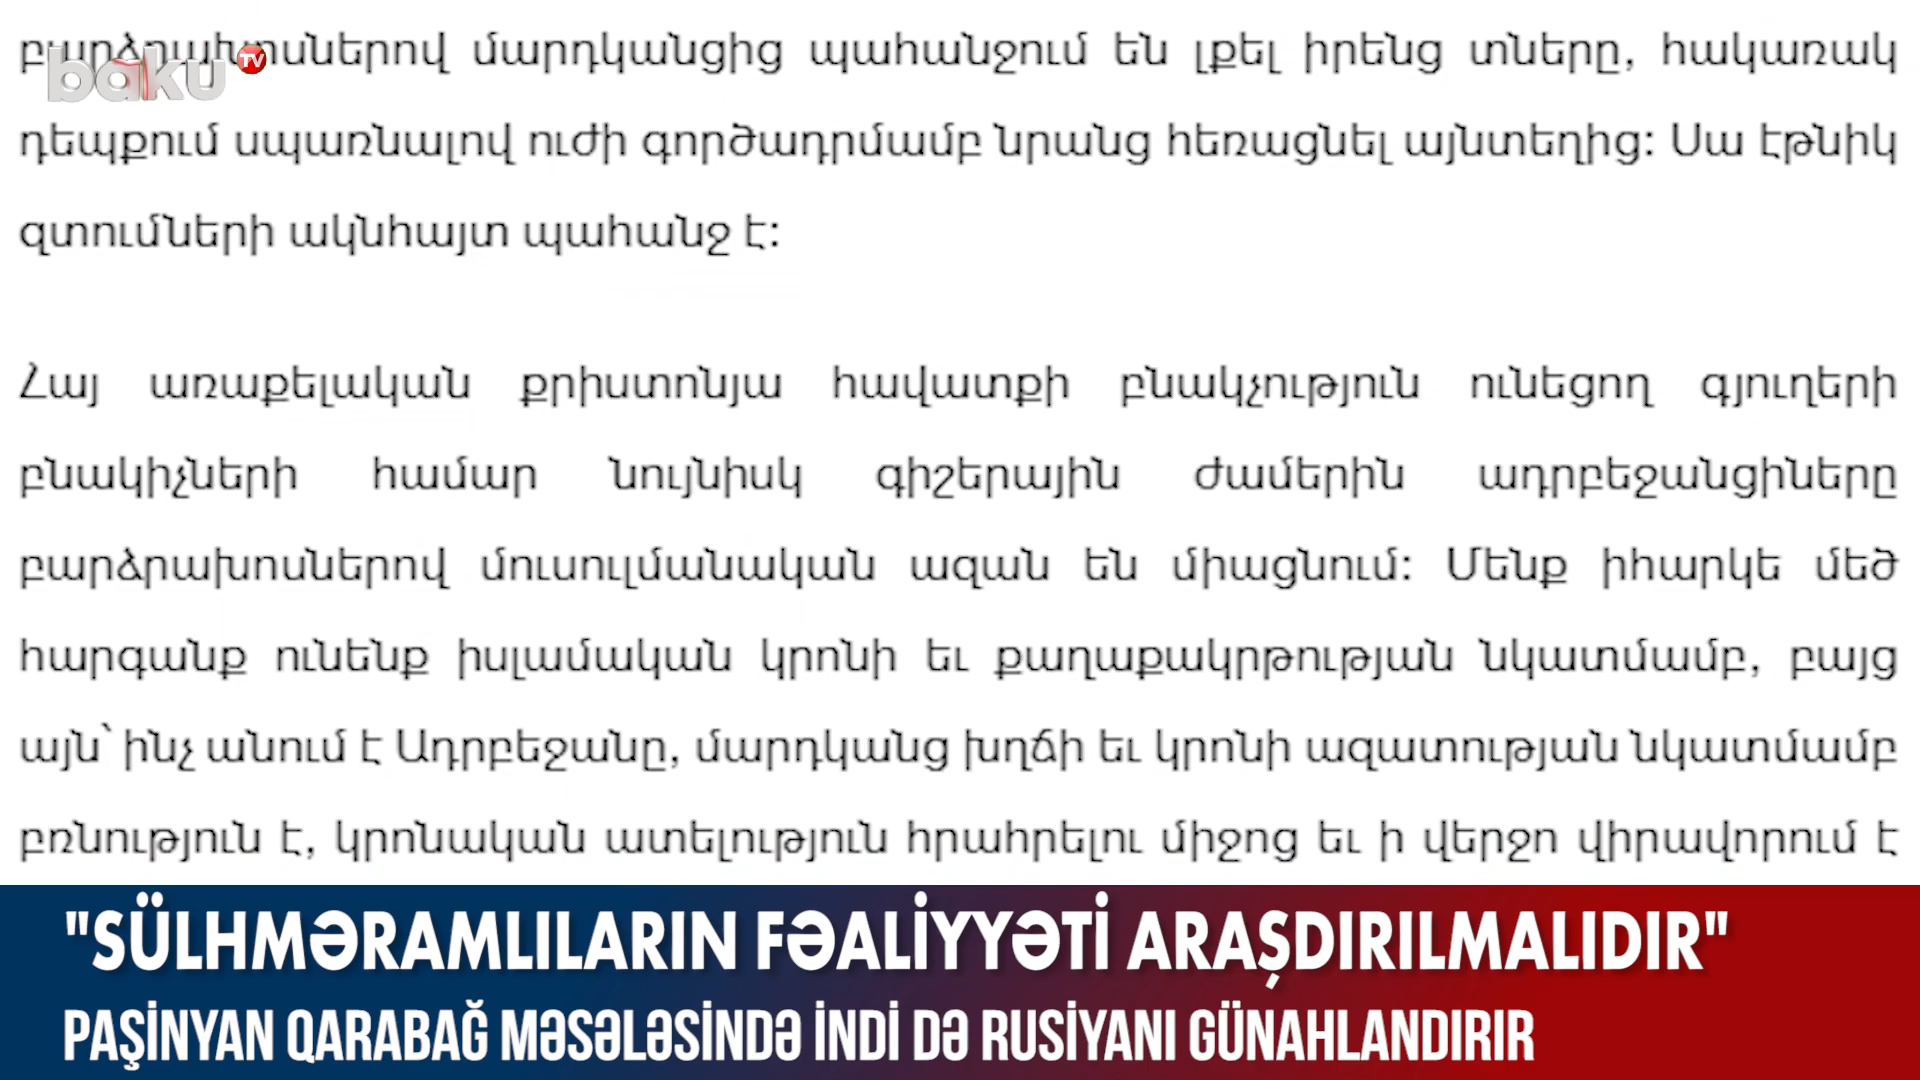 բարձրախոսներով մարդկանցից պահանջում են լքել իրենց տները, հակառակ
baku TV
դեպքում սպառնալով ուժի գործադրմամբ նրանց հեռացնել այնտեղից: Սա էթնիկ
զտումների ակնհայտ պահանջ է:
Հայ առաքելական քրիստոնյա հավատքի բնակչություն ունեցող գյուղերի
բնակիչների համար նույնիսկ գիշերային ժամերին ադրբեջանցիները
բարձրախոսներով մուսուլմանական ազան են միացնում: Մենք իհարկե մեծ
հարգանք ունենք իսլամական կրոնի եւ քաղաքակրթության նկատմամբ, բայց
այն՝ ինչ անում է Ադրբեջանը, մարդկանց խղճի եւ կրոնի ազատության նկատմամբ
բռնություն է, կրոնական ատելություն հրահրելու միջոց եւ ի վերջո վիրավորում է
"SÜLHMƏRAMLILARIN FƏALİYYƏTİ ARAŞDIRILMALIDIR"
PAŞİNYAN QARABAĞ MƏSƏLƏSİNDƏ İNDİ DƏ RUSİYANI GÜNAHLANDIRIR